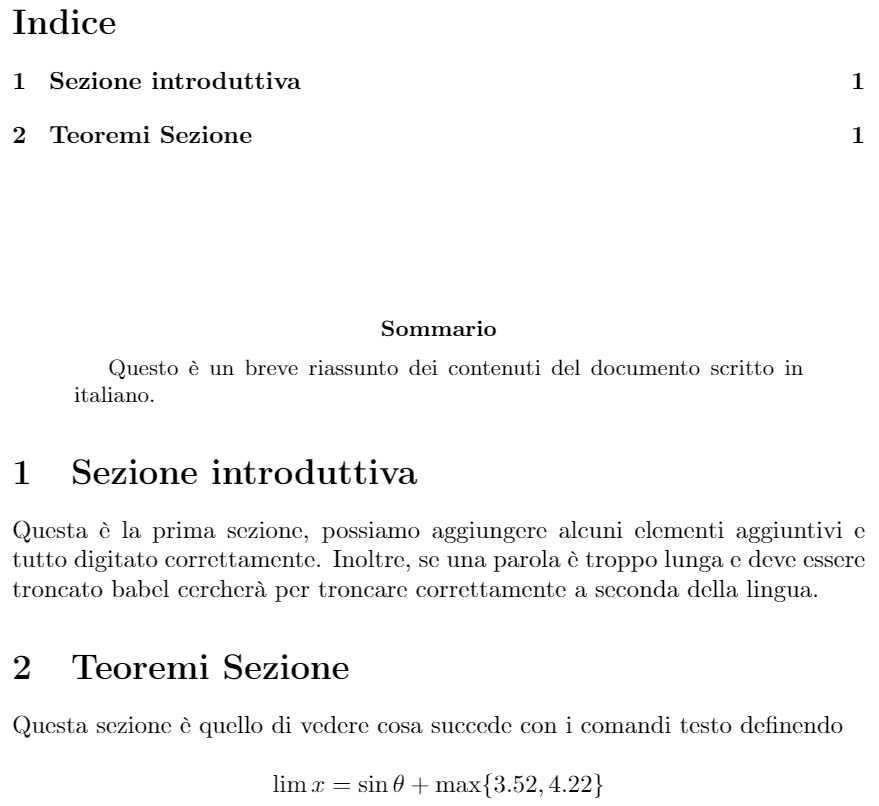 Indice
1 Sezione introduttiva 1
2 Teoremi Sezione 1
Sommario
Questo è un breve riassunto dei contenuti del documento scritto in
italiano.
1 Sezione introduttiva
Questa è la prima sezione, possiamo aggiungere alcuni elementi aggiuntivi e
tutto digitato correttamente. Inoltre, se una parola è troppo lunga e deve essere
troncato babel cercherà per troncare correttamente a seconda della lingua.
2 Teoremi Sezione
Questa sezione è quello di vedere cosa succede con i comandi testo definendo
lim x = sin θ + max{3.52, 4.22}